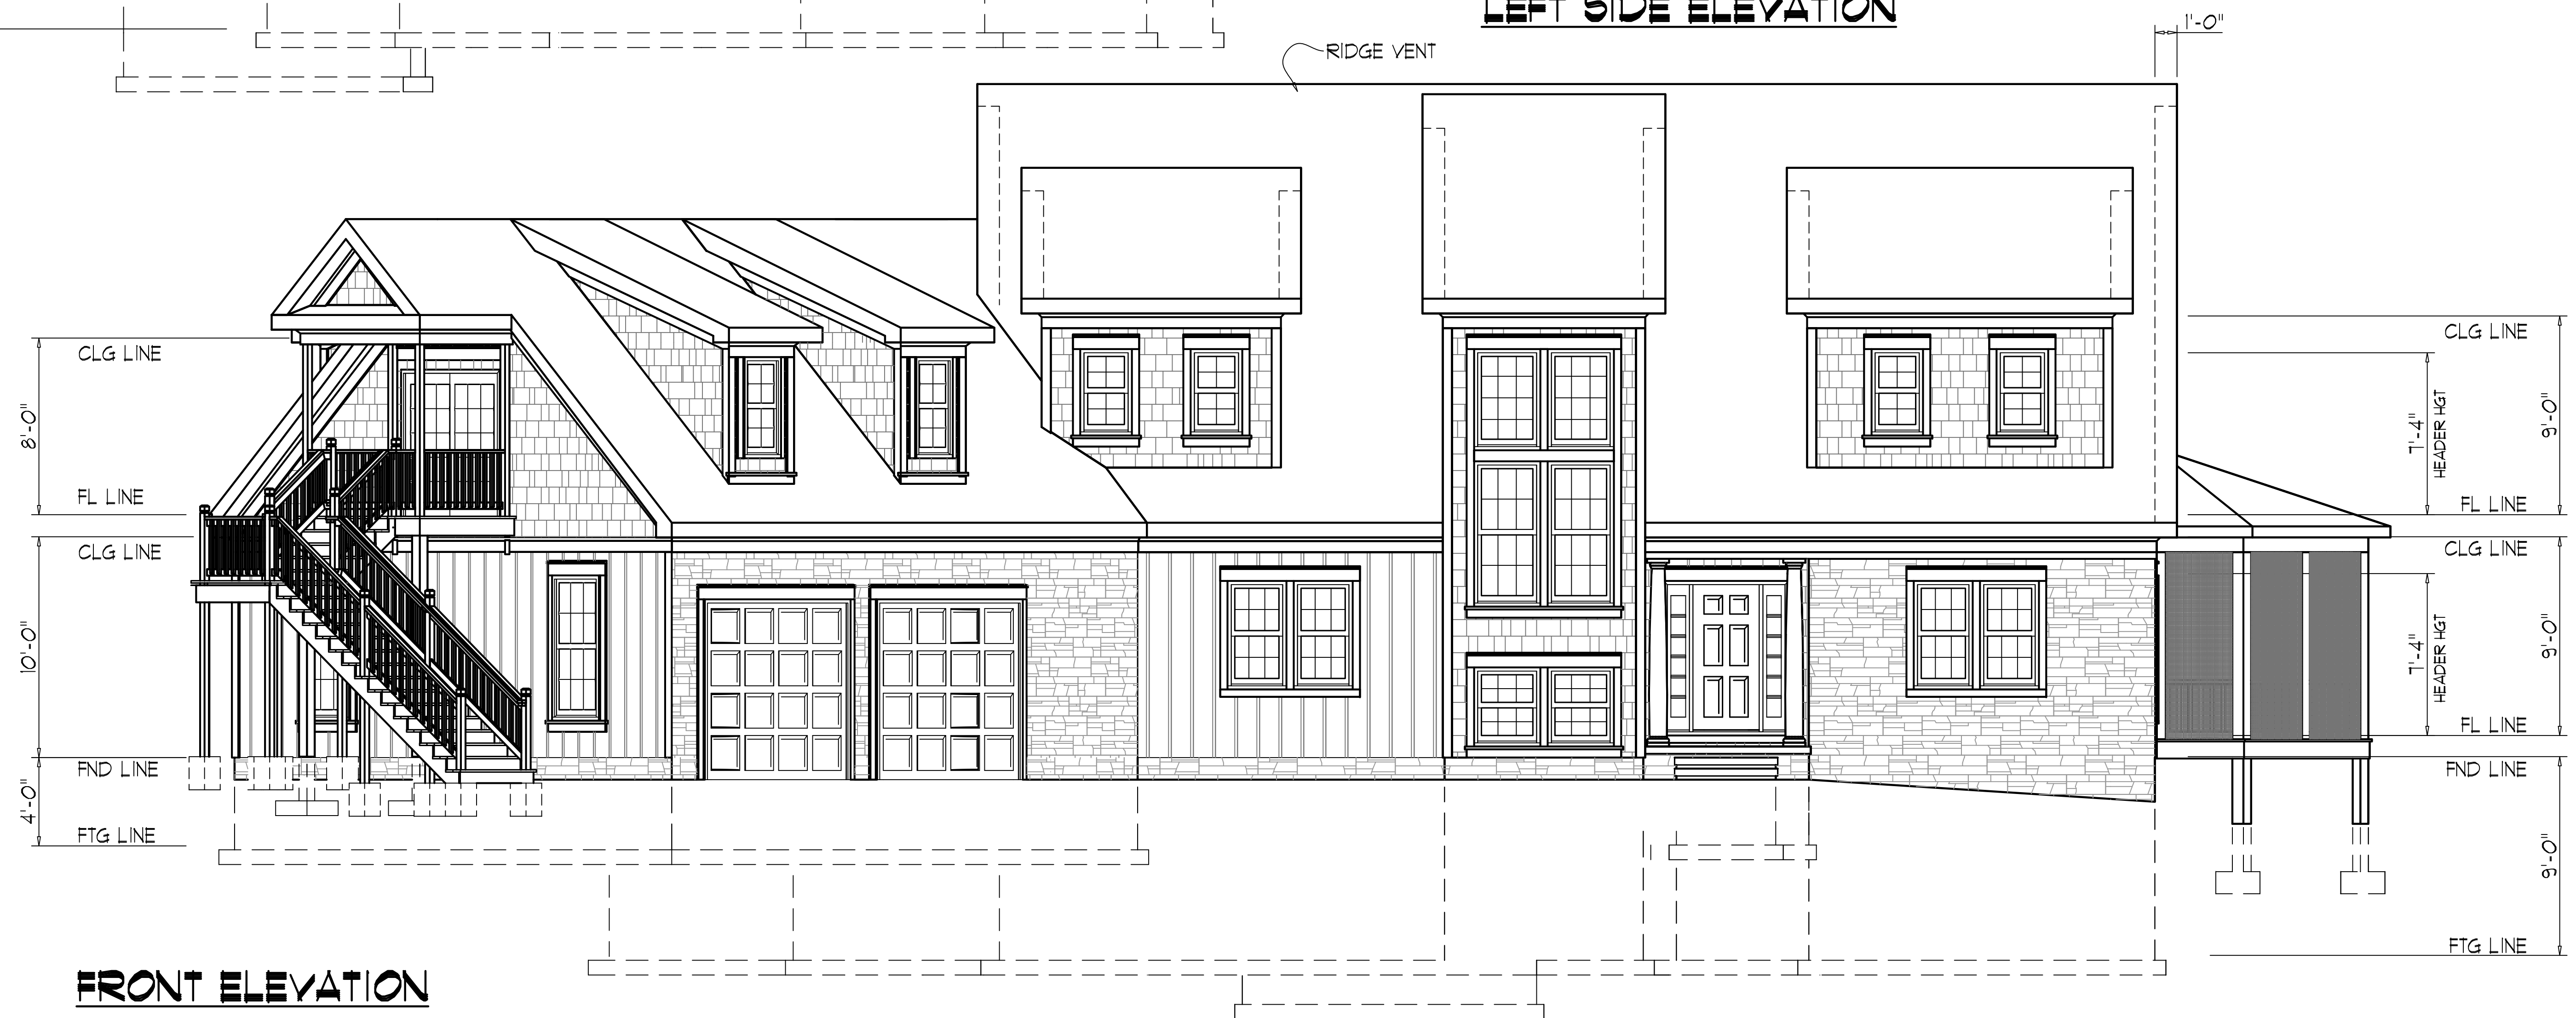 LEFT SIDE ELEVATION
1'-0"
RIDGE VENT
CLG LINE
8'-0"
FL LINE
CLG LINE
10'-0"
FND LINE
4'-0"
FTG LINE
CLG LINE
7'-4"
HEADER HGT
9'-0"
FL LINE
CLG LINE
7'-4"
HEADER HGT
9'-0"
FL LINE
FND LINE
9'-0"
FTG LINE
FRONT ELEVATION